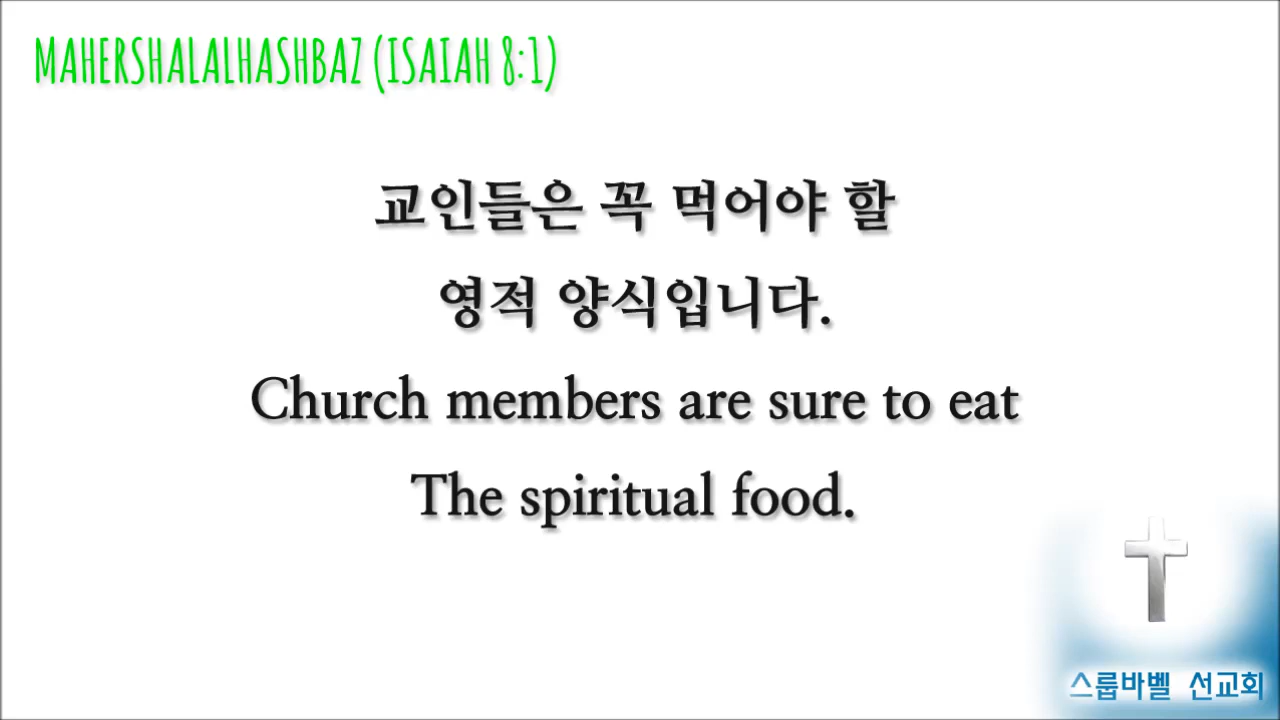 MAHERSHALALHASHBAZ (ISAIAH 8:1)
교인들은 꼭 먹어야 할
영적 양식입니다.
Church members are sure to eat
The spiritual food.
스룹바벨 선교회